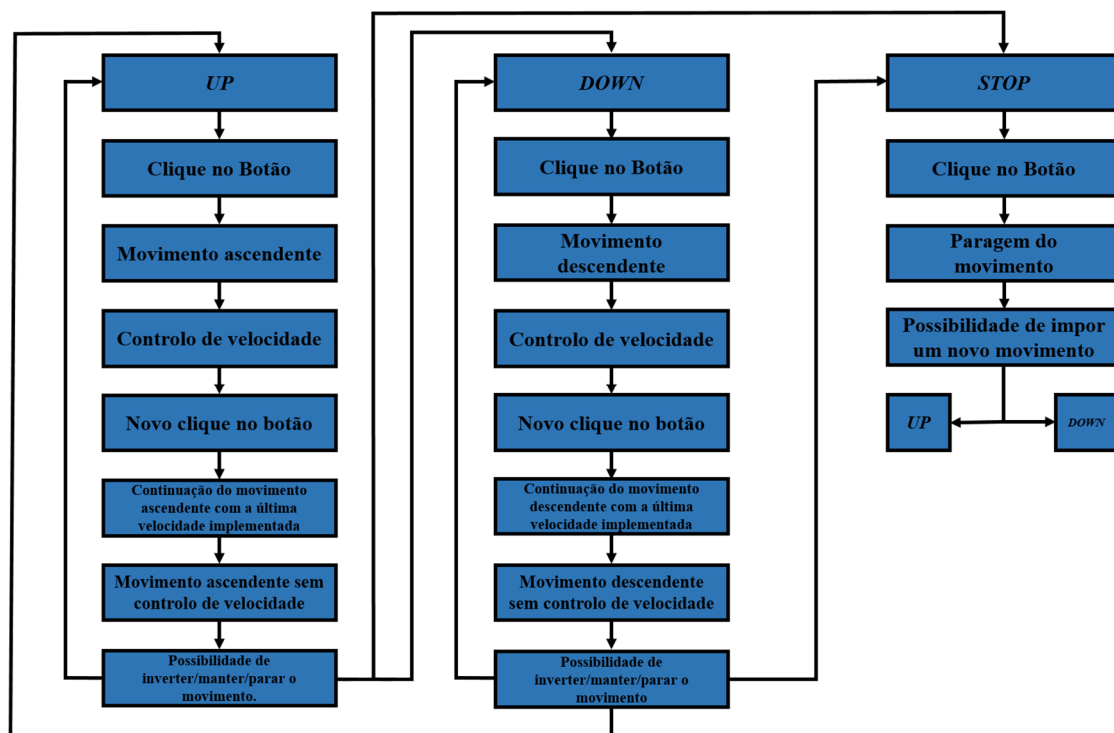 UP
Clique no Botão
Movimento ascendente
Controlo de velocidade
Novo clique no botão
Continuação do movimento
ascendente com a última
velocidade implementada
Movimento ascendente sem
controlo de velocidade
Possibilidade de
inverter/manter/parar o
movimento.
DOWN
Clique no Botão
Movimento
descendente
Controlo de velocidade
Novo clique no botão
Continuação do movimento
descendente com a última
velocidade implementada
Movimento descendente
sem controlo de velocidade
Possibilidade de
inverter/manter/parar o
movimento
STOP
Clique no Botão
Paragem do
movimento
Possibilidade de impor
um novo movimento
UP
DOWN